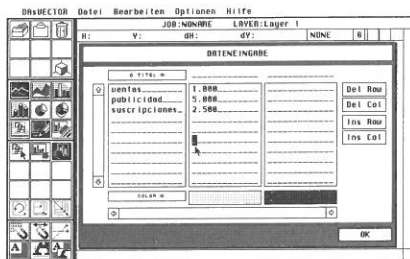 DAsVECTOR Datei Bearbeiten Optionen Hilfe
JOB:NONAME LAYER:Layer 1
H: V: dH: dV: NONE
DATENEINGABE
TITEL
ventas 1.000
publicidad 5.000
suscripciones 2.500
Del Row
Del Col
Ins Row
Ins Col
COLOR
OK